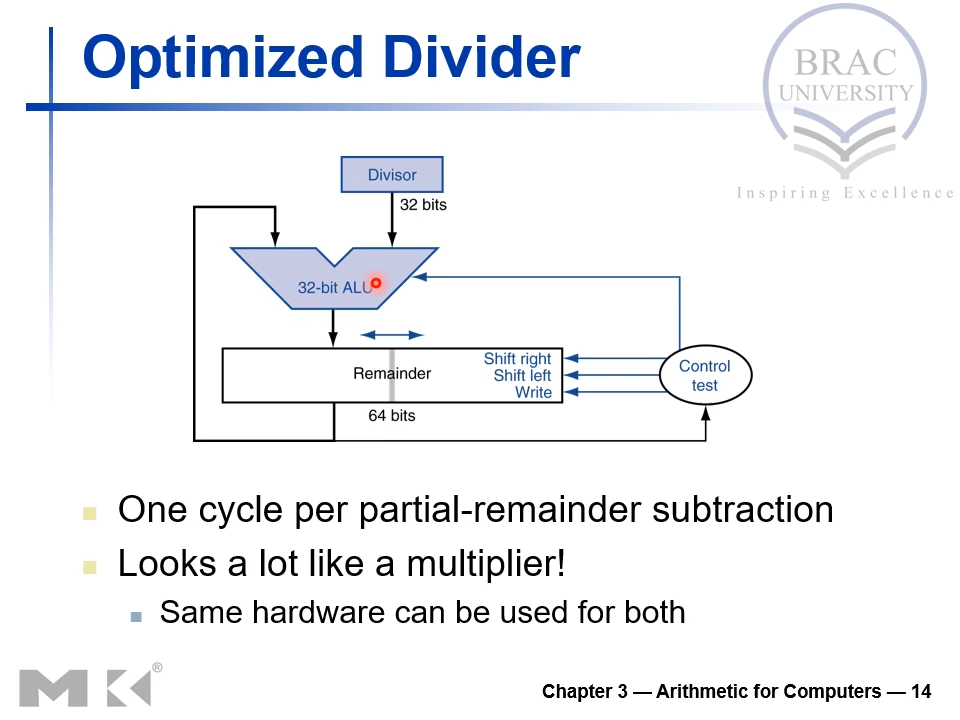 Optimized Divider
BRAC
UNIVERSITY
Inspiring Excellence
Divisor
32 bits
32-bit ALU
Remainder
Shift right
Shift left
Write
Control
test
64 bits
One cycle per partial-remainder subtraction
Looks a lot like a multiplier!
Same hardware can be used for both
MK®
Chapter 3 — Arithmetic for Computers — 14